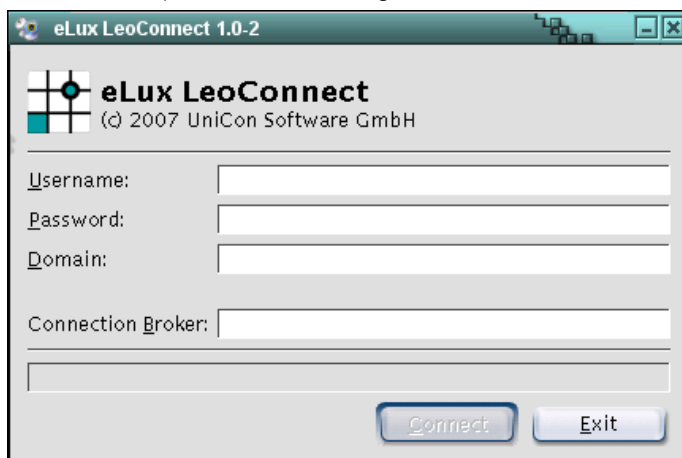 eLux LeoConnect 1.0-2
eLux LeoConnect
(c) 2007 UniCon Software GmbH
Username:
Password:
Domain:
Connection Broker:
Connect
Exit